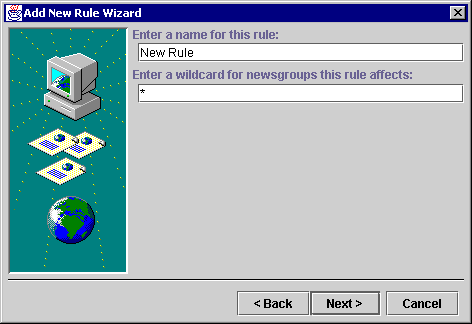 Add New Rule Wizard
Enter a name for this rule:
New Rule
Enter a wildcard for newsgroups this rule affects:
*
< Back
Next >
Cancel